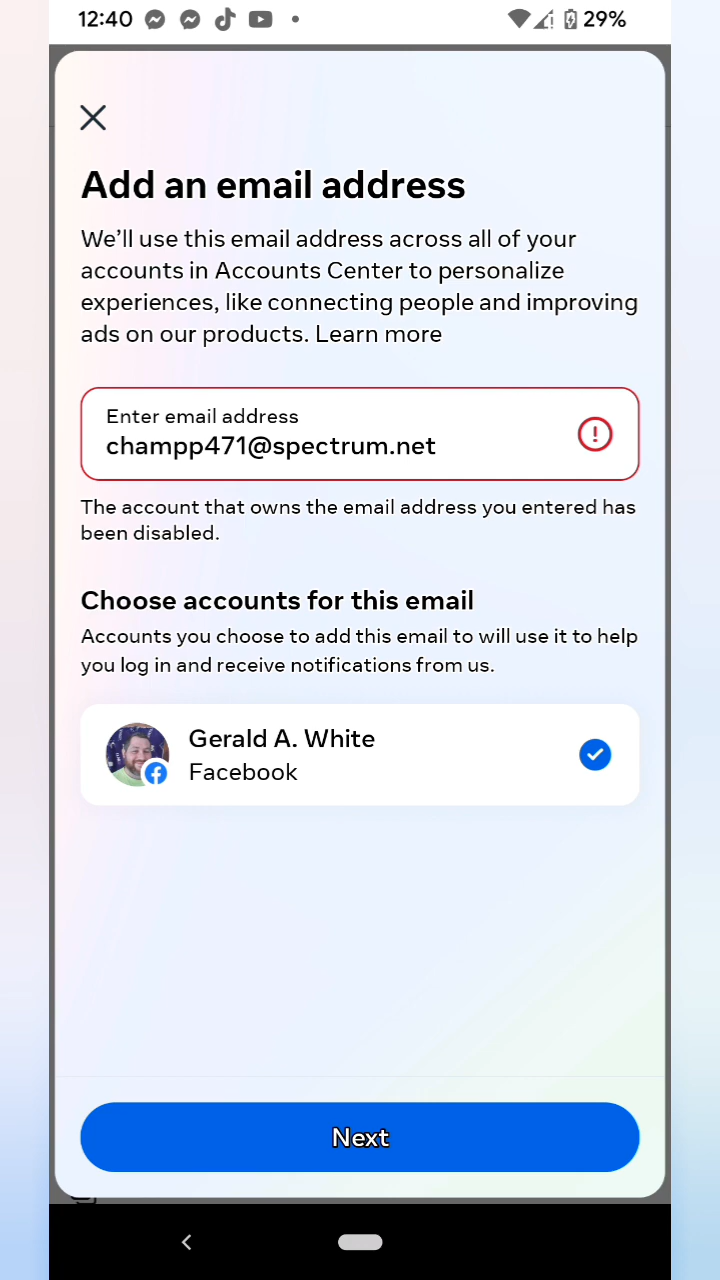 12:40
29%
Add an email address
We’ll use this email address across all of your
accounts in Accounts Center to personalize
experiences, like connecting people and improving
ads on our products. Learn more
Enter email address
champp471@spectrum.net
The account that owns the email address you entered has
been disabled.
Choose accounts for this email
Accounts you choose to add this email to will use it to help
you log in and receive notifications from us.
Gerald A. White
Facebook
Next